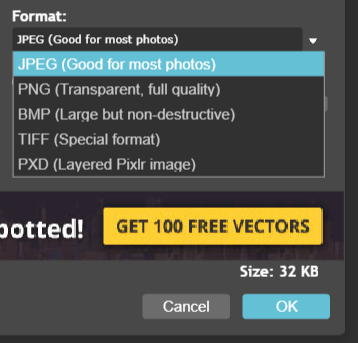 Format:
JPEG (Good for most photos)
JPEG (Good for most photos)
PNG (Transparent, full quality)
BMP (Large but non-destructive)
TIFF (Special format)
PXD (Layered Pixlr image)
potted! GET 100 FREE VECTORS
Size: 32 KB
Cancel OK